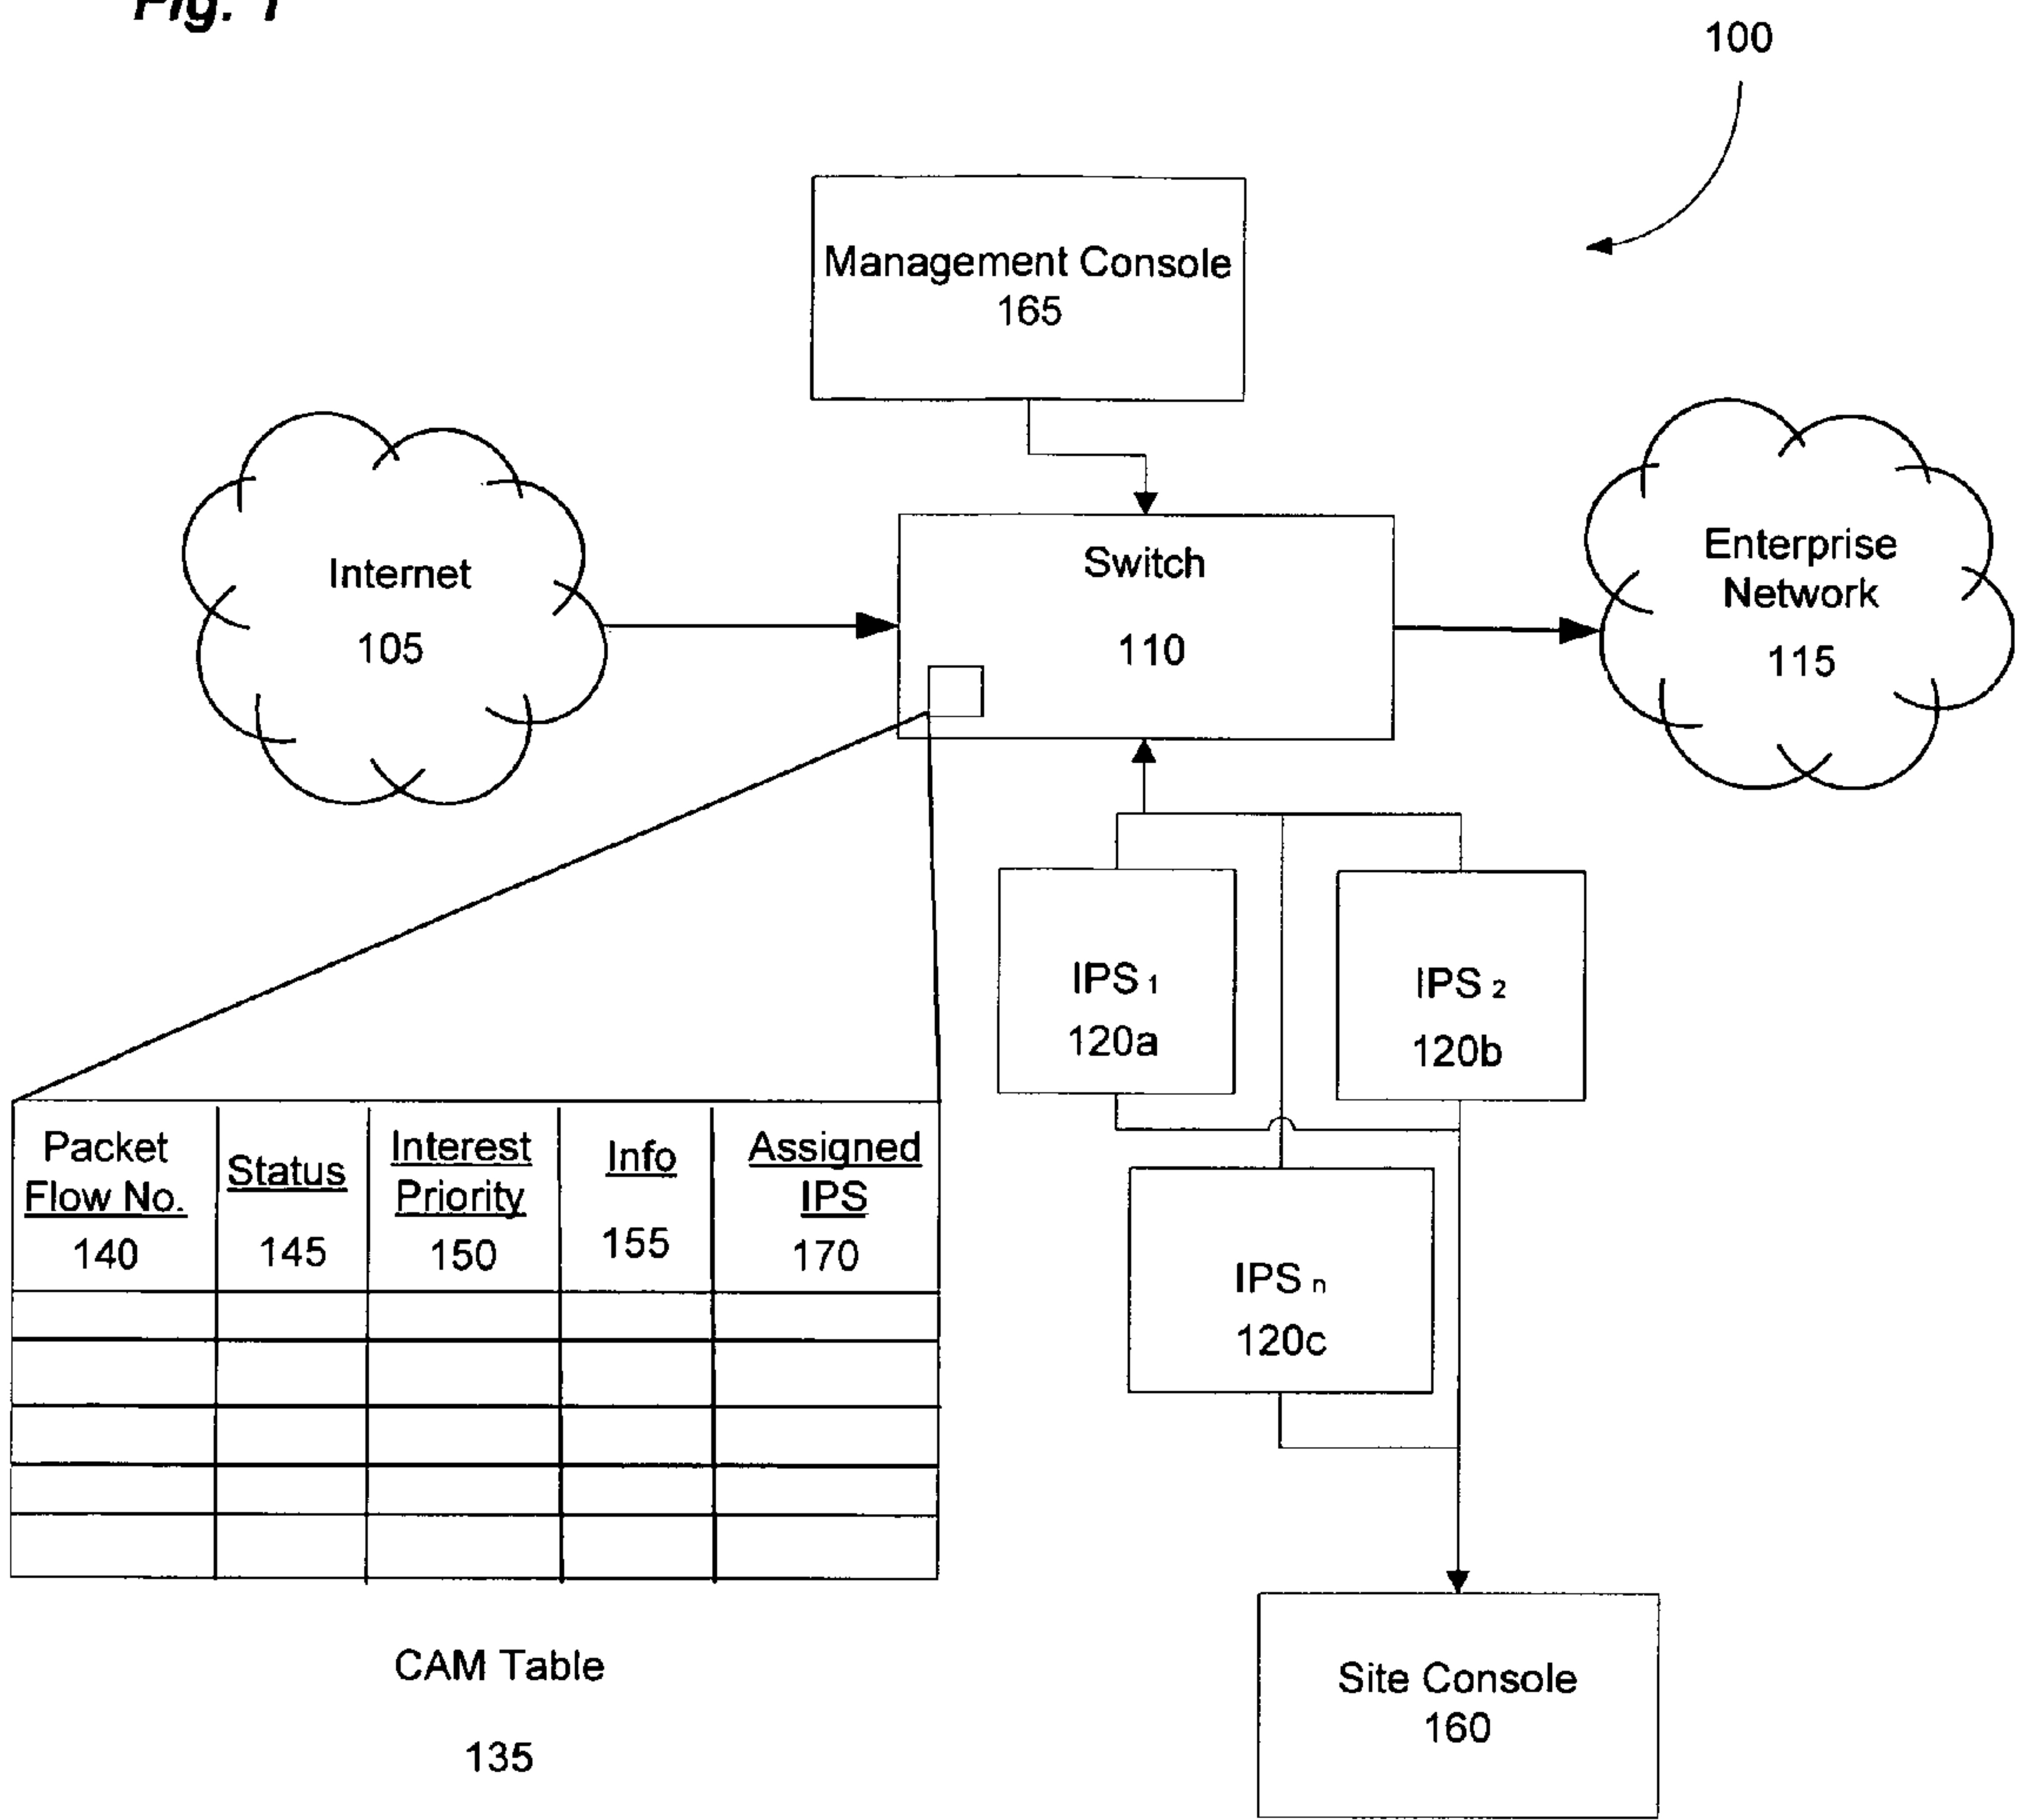 Fig. 1
100
Management Console
165
Internet
105
Switch
110
Enterprise
Network
115
IPS 1
120a
IPS 2
120b
Packet
Flow No.
140
Status
145
Interest
Priority
150
Info
155
Assigned
IPS
170
IPS n
120c
CAM Table
135
Site Console
160